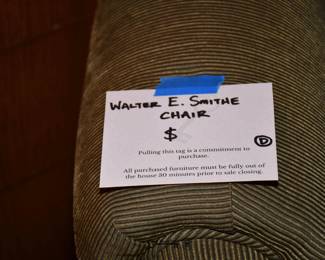 WALTER E. SMITHE
CHAIR
$
D
Pulling this tag is a commitment to
purchase.
All purchased furniture must be fully out of
the house 30 minutes prior to sale closing.